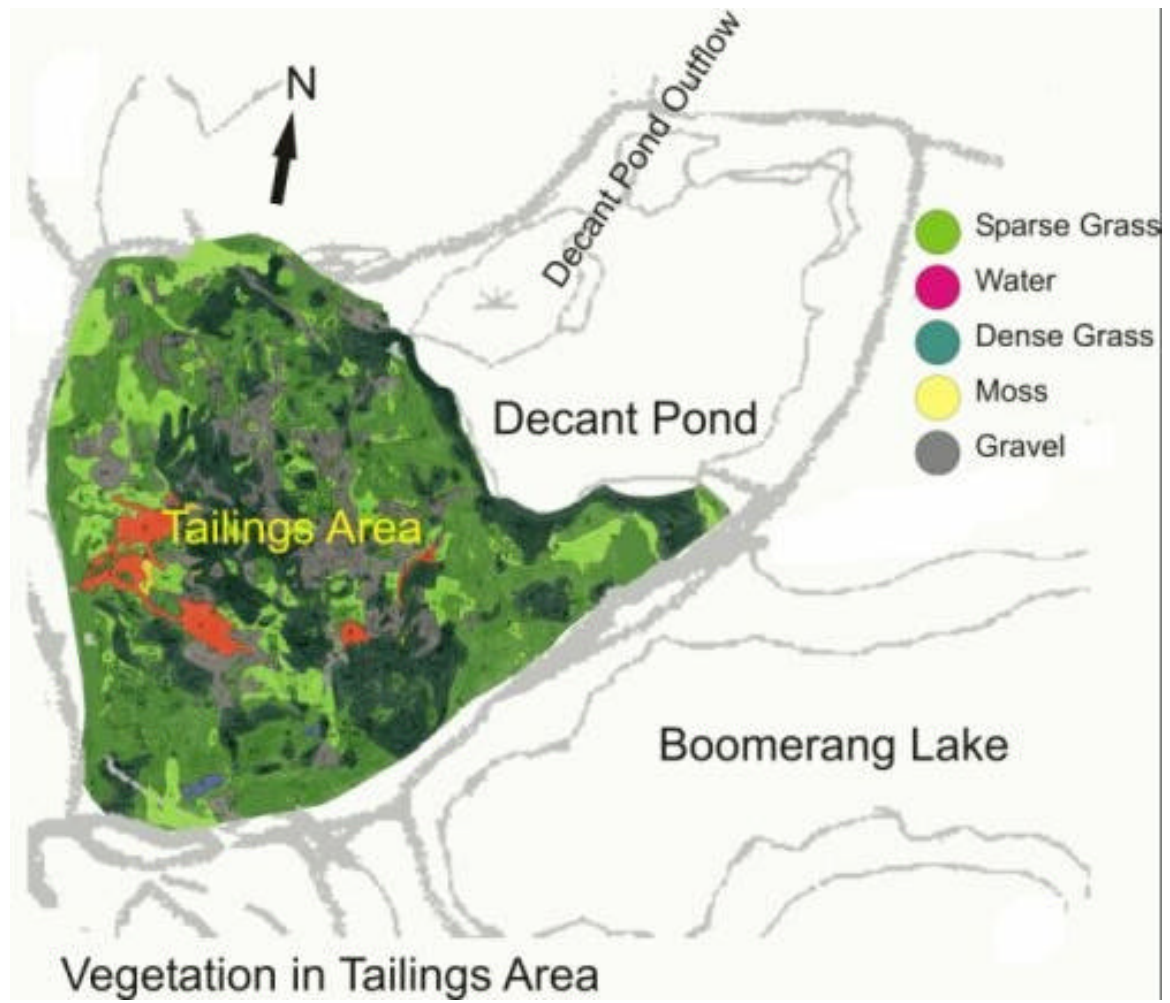 N
Decant Pond Outflow
Sparse Grass
Water
Dense Grass
Moss
Gravel
Decant Pond
Tailings Area
Boomerang Lake
Vegetation in Tailings Area